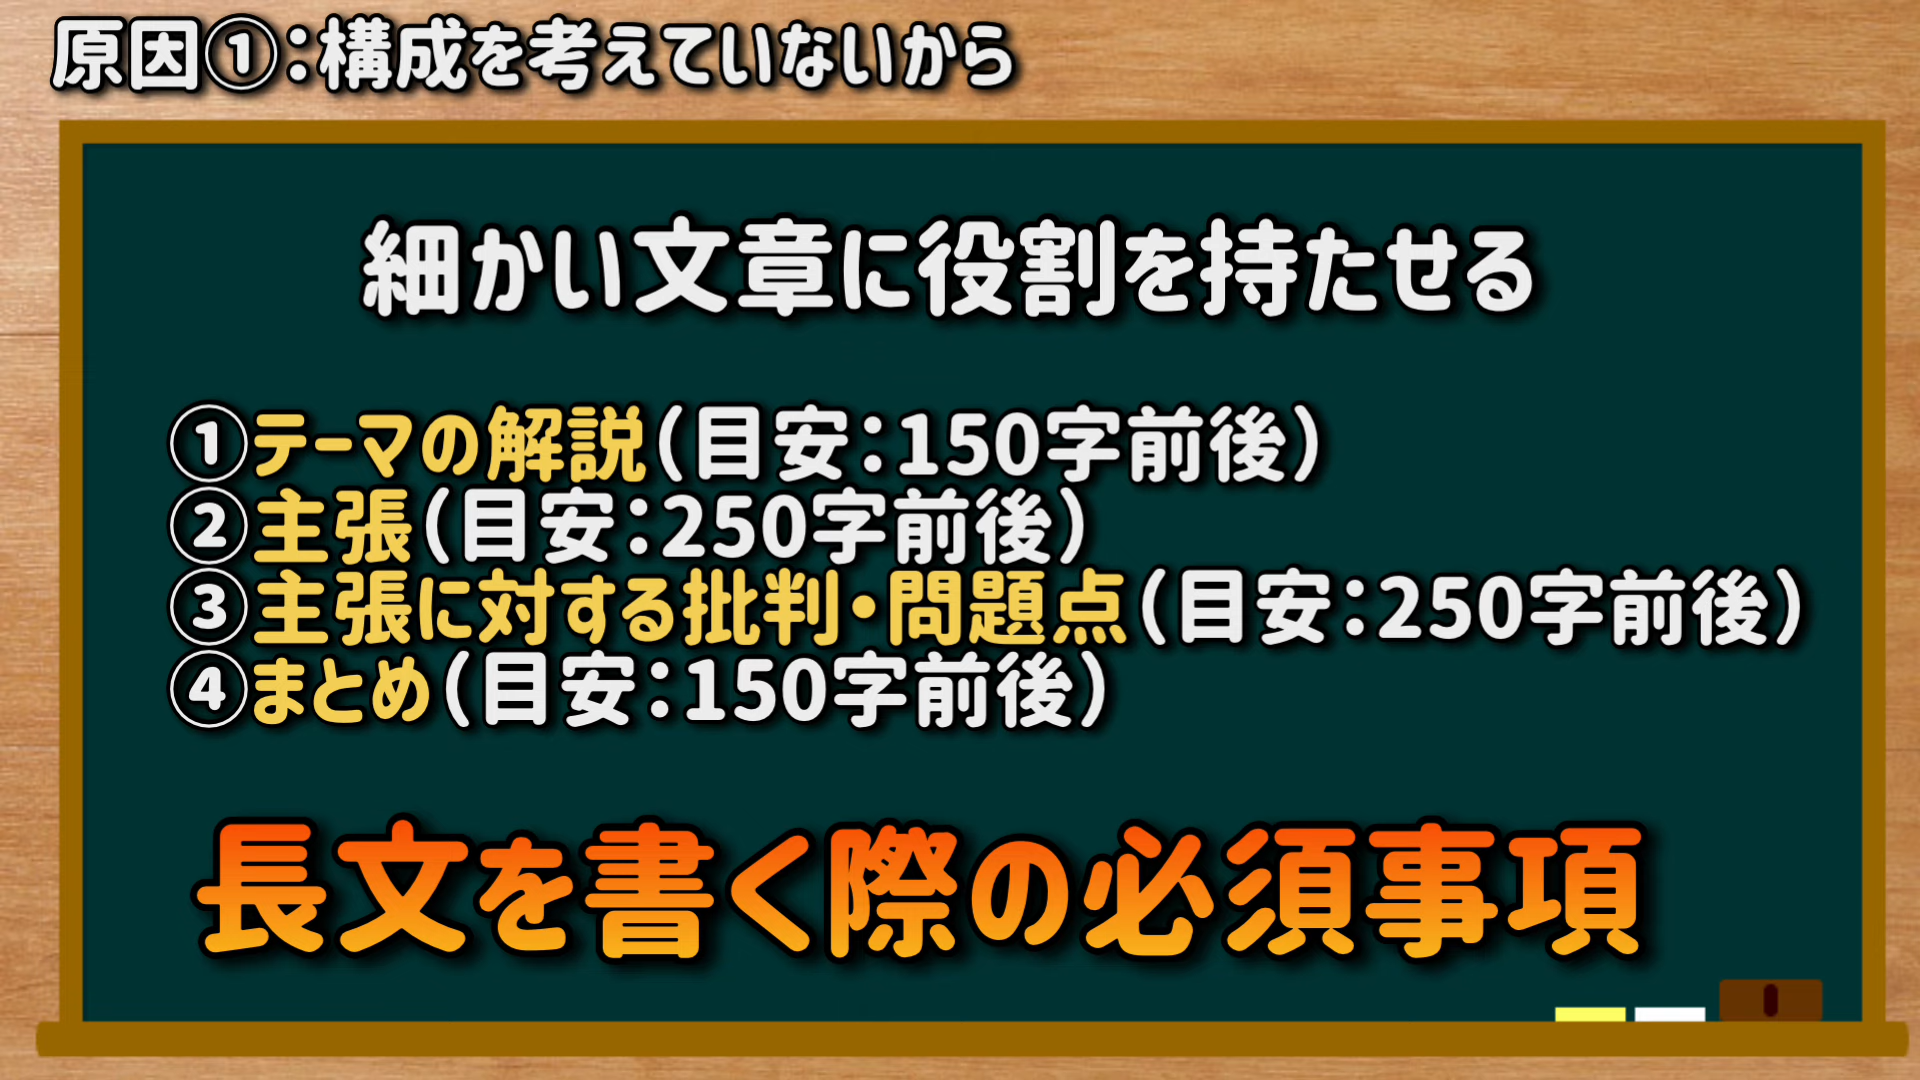 原因①：構成を考えていないから
細かい文章に役割を持たせる
①テーマの解説（目安：150字前後）
②主張（目安：250字前後）
③主張に対する批判・問題点（目安：250字前後）
④まとめ（目安：150字前後）
長文を書く際の必須事項